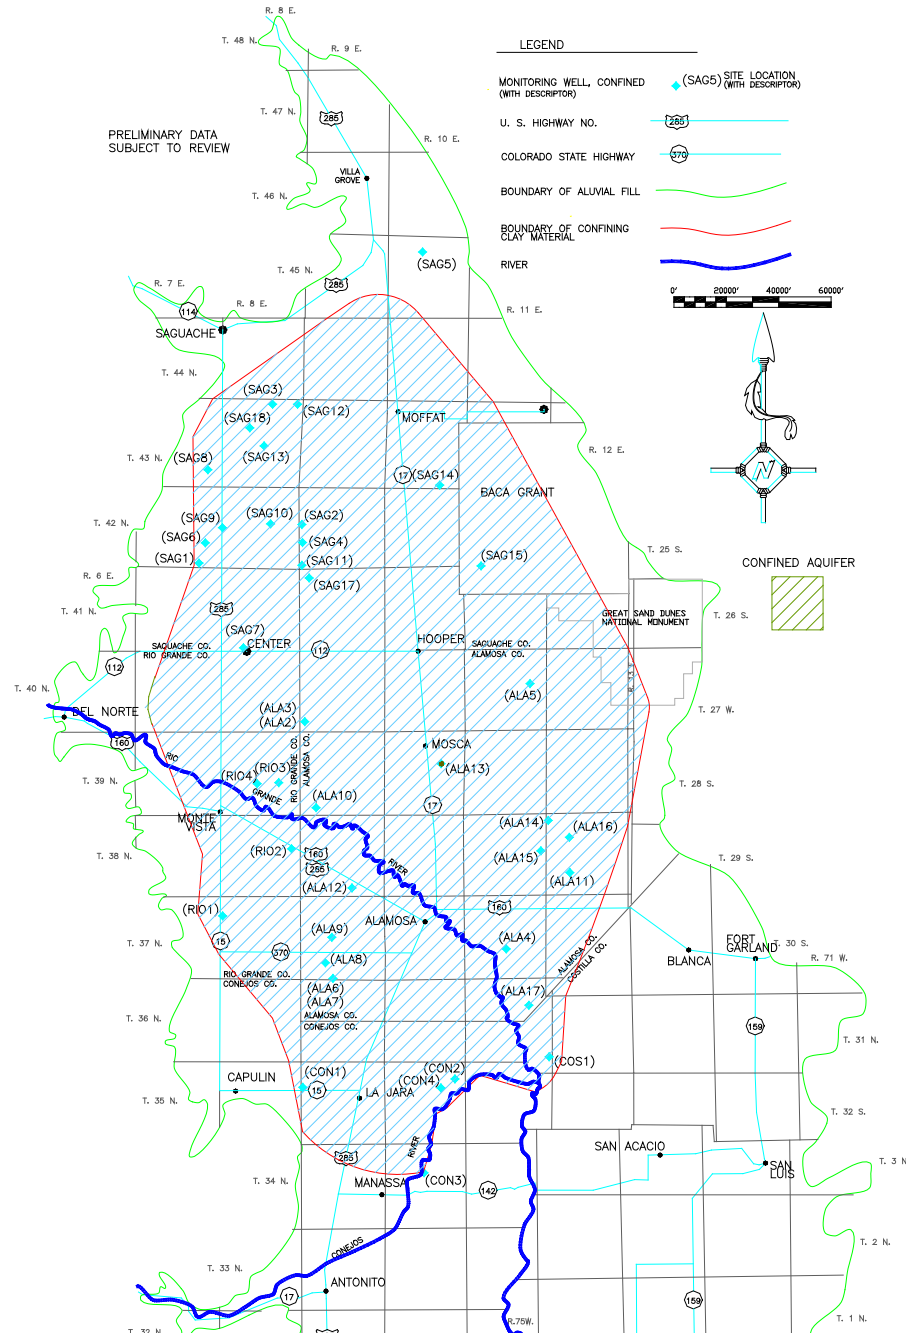 R. 8 E.
T. 48 N.
R. 9 E.
LEGEND
MONITORING WELL, CONFINED
(WITH DESCRIPTOR)
(SAG5) SITE LOCATION
(WITH DESCRIPTOR)
T. 47 N.
285
U. S. HIGHWAY NO.
285
PRELIMINARY DATA
SUBJECT TO REVIEW
R. 10 E.
COLORADO STATE HIGHWAY
370
VILLA
GROVE
BOUNDARY OF ALUVIAL FILL
T. 46 N.
BOUNDARY OF CONFINING
CLAY MATERIAL
RIVER
(SAG5)
T. 45 N.
R. 7 E.
285
0'
20000'
40000'
60000'
R. 8 E.
114
R. 11 E.
SAGUACHE
T. 44 N.
(SAG3)
(SAG12)
MOFFAT
(SAG18)
R. 12 E.
T. 43 N.
(SAG8)
(SAG13)
17
(SAG14)
BACA GRANT
N
T. 42 N.
(SAG9)
(SAG10)
(SAG2)
(SAG6)
(SAG4)
T. 25 S.
(SAG1)
(SAG11)
(SAG15)
CONFINED AQUIFER
R. 6 E.
(SAG17)
T. 41 N.
285
GREAT SAND DUNES
NATIONAL MONUMENT
T. 26 S.
(SAG7)
CENTER
HOOPER
SAGUACHE CO.
RIO GRANDE CO.
112
SAGUACHE CO.
ALAMOSA CO.
112
R. 13 E.
T. 40 N.
(ALA5)
DEL NORTE
(ALA3)
(ALA2)
T. 27 W.
160
RIO GRANDE CO.
ALAMOSA CO.
MOSCA
RIO
(ALA13)
T. 39 N.
(RIO4)
(RIO3)
T. 28 S.
GRANDE
(ALA10)
17
MONTE
VISTA
(ALA14)
(ALA16)
T. 38 N.
(RIO2)
160
285
RIVER
(ALA15)
T. 29 S.
(ALA12)
(ALA11)
(RIO1)
ALAMOSA
160
T. 37 N.
15
370
(ALA9)
(ALA4)
FORT
GARLAND
T. 30 S.
BLANCA
R. 71 W.
(ALA8)
ALAMOSA CO.
COSTILLA CO.
RIO GRANDE CO.
CONEJOS CO.
(ALA6)
(ALA7)
(ALA17)
T. 36 N.
ALAMOSA CO.
CONEJOS CO.
159
T. 31 N.
(COS1)
CAPULIN
(CON1)
15
(CON2)
(CON4)
LA JARA
T. 35 N.
T. 32 S.
RIVER
SAN ACACIO
285
T. 3 N
SAN
LUIS
T. 34 N.
MANASSA
(CON3)
142
CONEJOS
T. 2 N.
T. 33 N.
ANTONITO
17
159
R.75W.
T. 1 N.
T. 32 N.